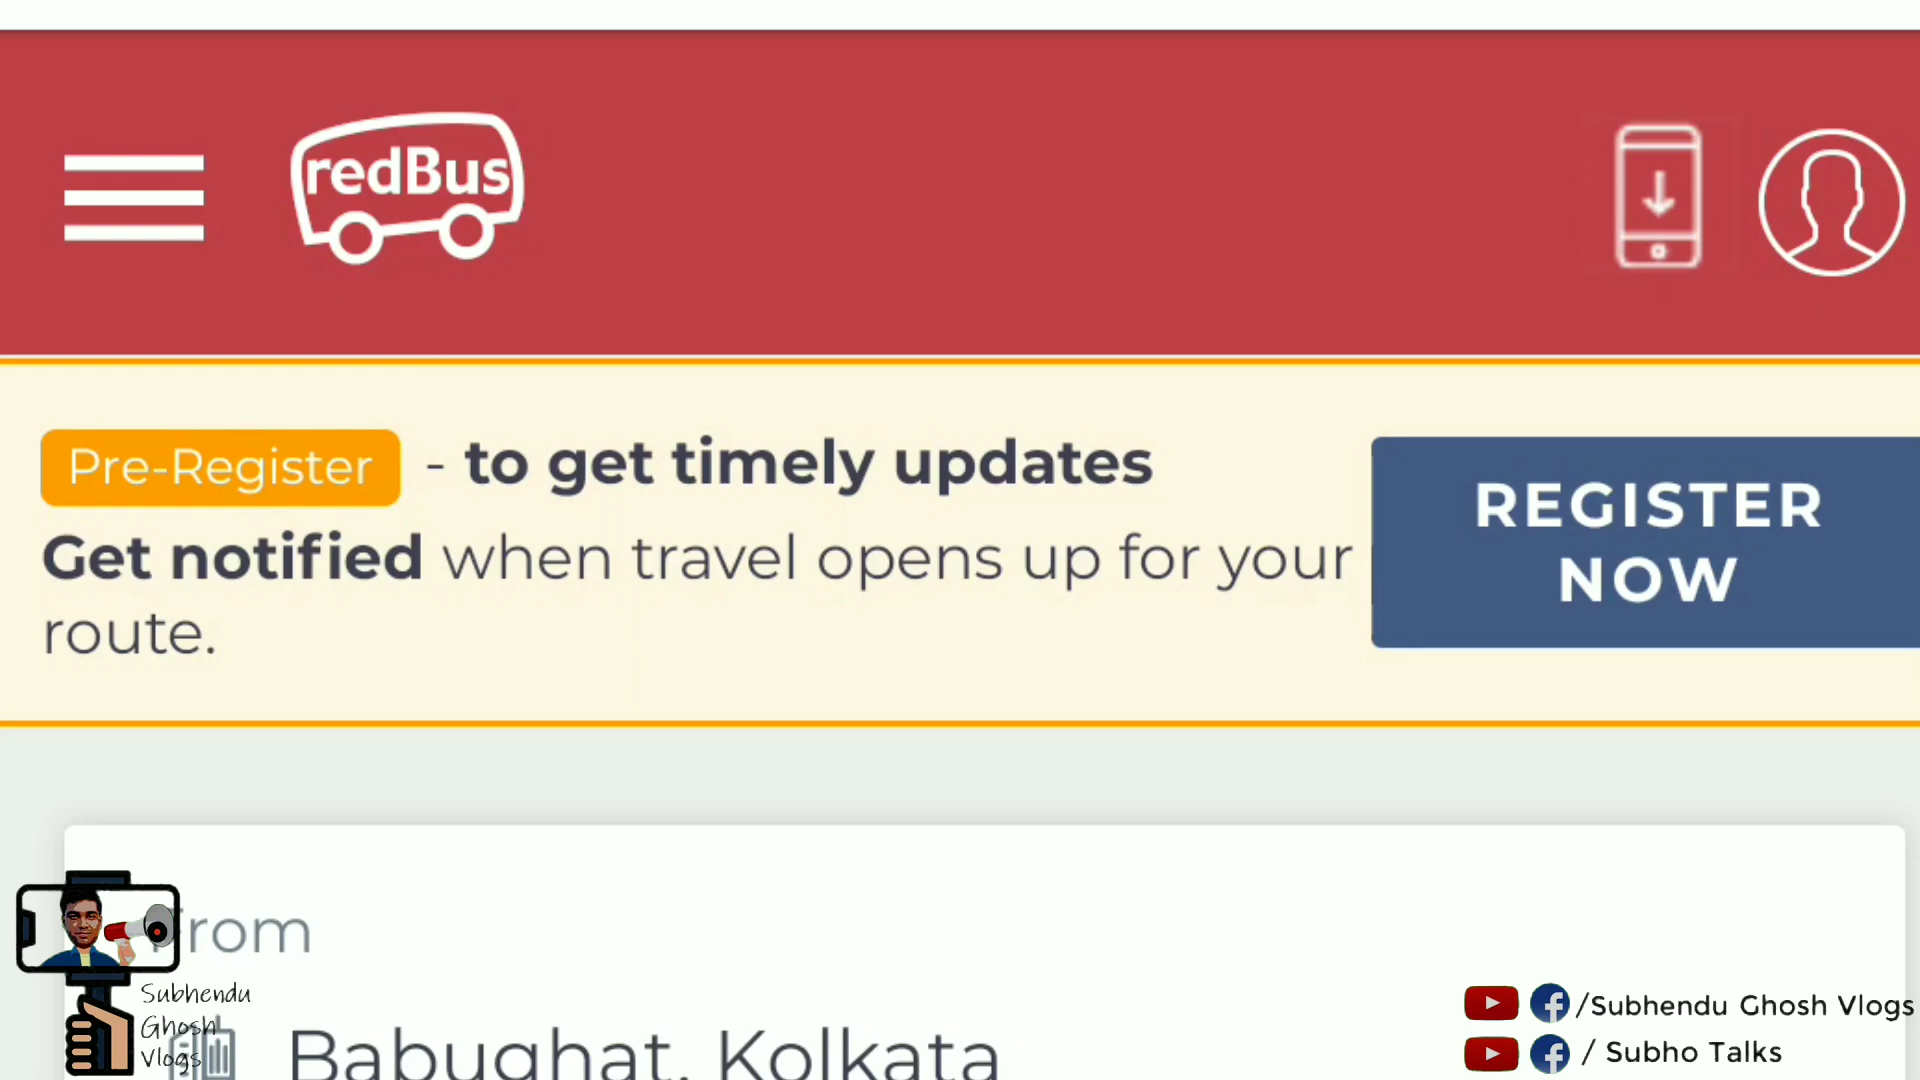 redBus
Pre-Register - to get timely updates
Get notified when travel opens up for your
route.
REGISTER
NOW
From
Babughat, Kolkata
Subhendu
Ghosh
Vlogs
/Subhendu Ghosh Vlogs
/ Subho Talks